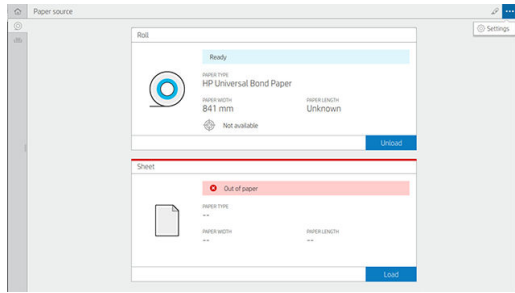 Paper source
Settings
Roll
Ready
PAPER TYPE
HP Universal Bond Paper
PAPER WIDTH PAPER LENGTH
841 mm Unknown
Not available
Unload
Sheet
Out of paper
PAPER TYPE
--
PAPER WIDTH PAPER LENGTH
-- --
Load